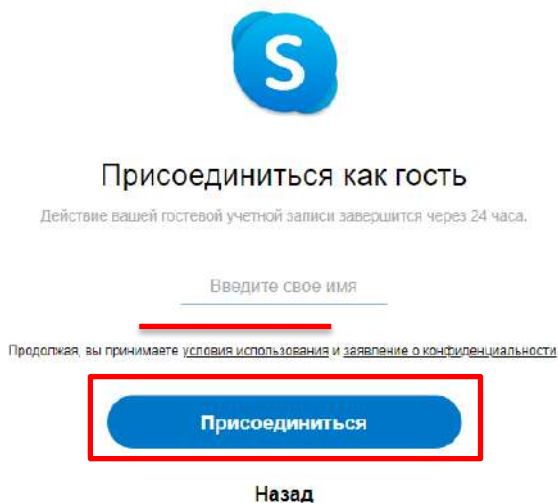 S
Присоединиться как гость
Действие вашей гостевой учетной записи завершится через 24 часа.
Введите свое имя
Продолжая, вы принимаете условия использования и заявление о конфиденциальности
Присоединиться
Назад